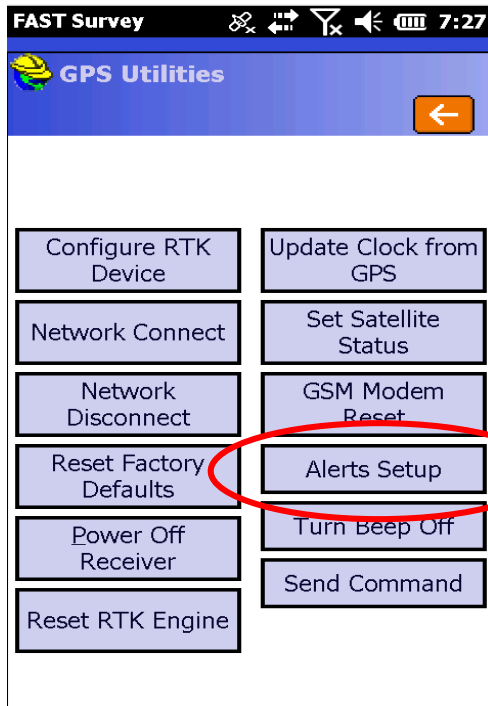 FAST Survey 7:27
GPS Utilities
Configure RTK
Device
Network Connect
Network
Disconnect
Reset Factory
Defaults
Power Off
Receiver
Reset RTK Engine
Update Clock from
GPS
Set Satellite
Status
GSM Modem
Reset
Alerts Setup
Turn Beep Off
Send Command